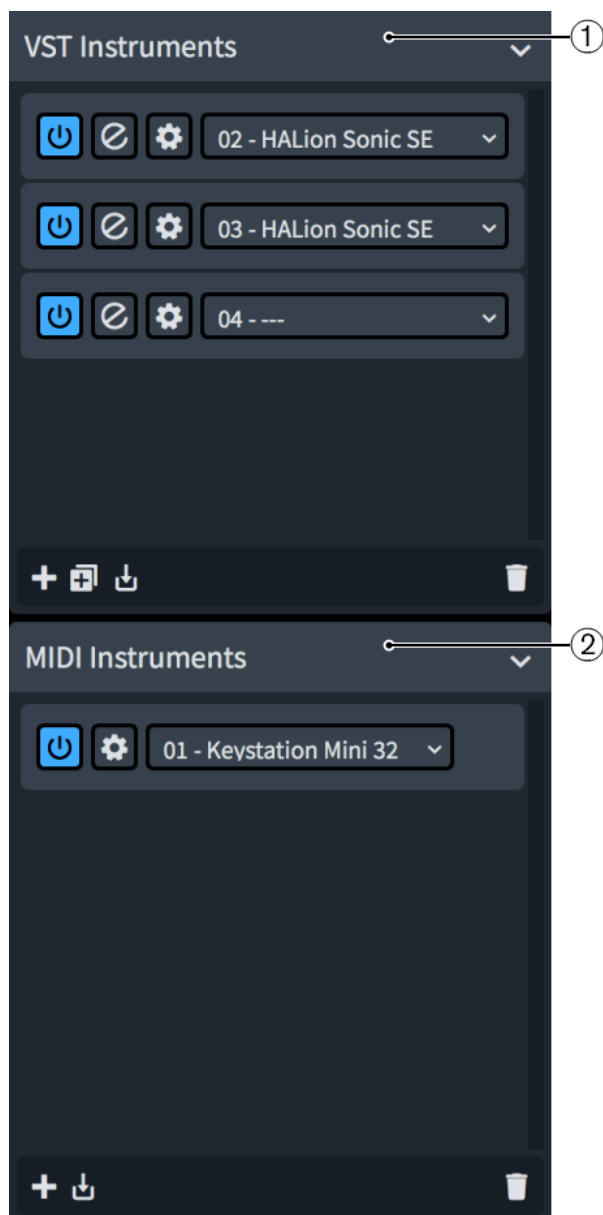 VST Instruments
①
02 - HALion Sonic SE
03 - HALion Sonic SE
04 - ---
MIDI Instruments
②
01 - Keystation Mini 32